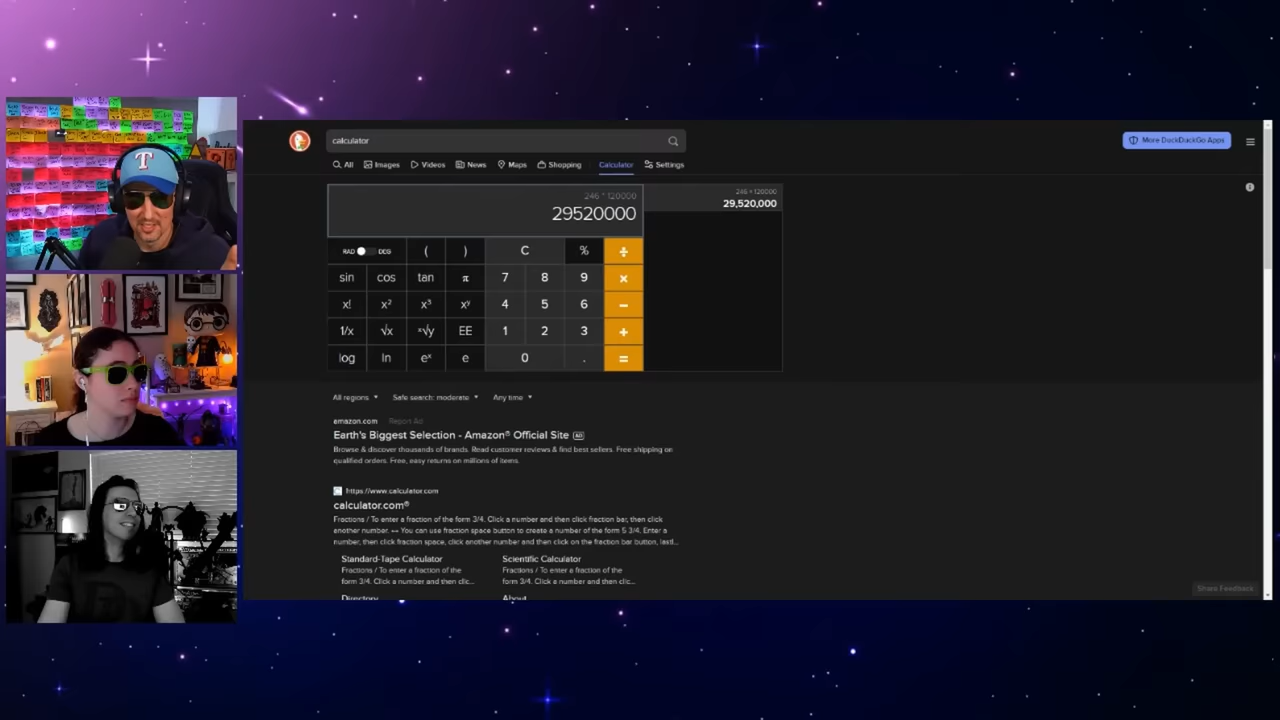 calculator
More DuckDuckGo Apps
All Images Videos News Maps Shopping Calculator Settings
246 * 120000
29520000
246 × 120000
29,520,000
RAD DEG ( ) C % ÷
sin cos tan π 7 8 9 ×
x! x² x³ xʸ 4 5 6 −
1/x √x ˣ√y EE 1 2 3 +
log ln eˣ e 0 . =
All regions Safe search: moderate Any time
amazon.com Report Ad
Earth's Biggest Selection - Amazon® Official Site AD
Browse & discover thousands of brands. Read customer reviews & find best sellers. Free shipping on
qualified orders. Free, easy returns on millions of items.
https://www.calculator.com
calculator.com®
Fractions / To enter a fraction of the form 3/4. Click a number and then click fraction bar, then click
another number. ↔ You can use fraction space button to create a number of the form 5 3/4. Enter a
number, then click fraction space, click another number and then click on the fraction bar button, lastl...
Standard-Tape Calculator
Fractions / To enter a fraction of the
form 3/4. Click a number and then clic...
Scientific Calculator
Fractions / To enter a fraction of the
form 3/4. Click a number and then clic...
Directory
About
Share Feedback
T